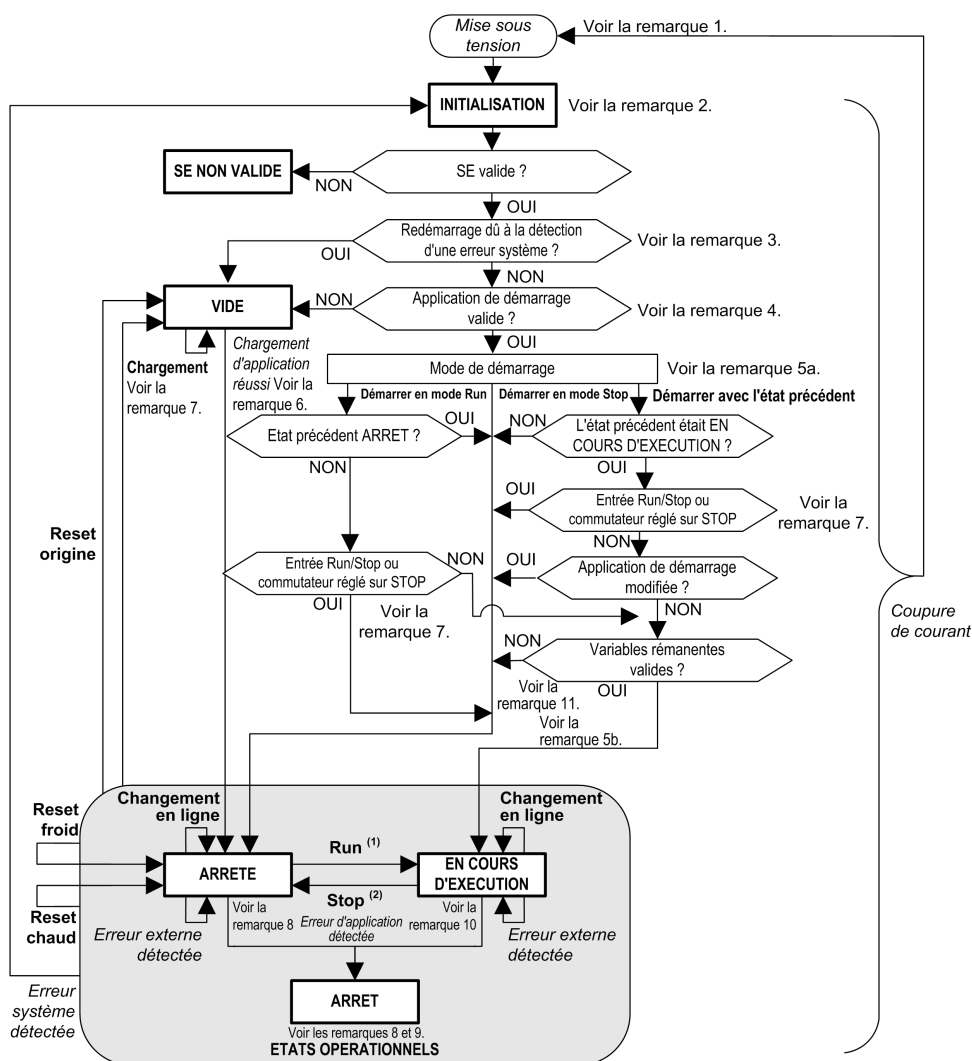 Mise sous
tension
Voir la remarque 1.
INITIALISATION
Voir la remarque 2.
SE NON VALIDE
NON
SE valide ?
OUI
Redémarrage dû à la détection
d'une erreur système ?
Voir la remarque 3.
OUI
NON
VIDE
NON
Application de démarrage
valide ?
Voir la remarque 4.
OUI
Chargement
Voir la
remarque 7.
Chargement
d'application
réussi Voir la
remarque 6.
Mode de démarrage
Voir la remarque 5a.
Démarrer en mode Run
Démarrer en mode Stop
Démarrer avec l'état précédent
Etat précédent ARRET ?
OUI
NON
L'état précédent était EN
COURS D'EXECUTION ?
NON
OUI
OUI
Entrée Run/Stop ou
commutateur réglé sur STOP
Voir la
remarque 7.
NON
Reset
origine
Entrée Run/Stop ou
commutateur réglé sur STOP
NON
OUI
Application de démarrage
modifiée ?
OUI
Voir la
remarque 7.
NON
Coupure
de courant
NON
Variables rémanentes
valides ?
Voir la
remarque 11.
OUI
Voir la
remarque 5b.
Reset
froid
Changement
en ligne
Changement
en ligne
Run (1)
ARRETE
EN COURS
D'EXECUTION
Stop (2)
Reset
chaud
Voir la
remarque 8
Erreur d'application
détectée
Voir la
remarque 10
Erreur externe
détectée
Erreur externe
détectée
Erreur
système
détectée
ARRET
Voir les remarques 8 et 9.
ETATS OPERATIONNELS